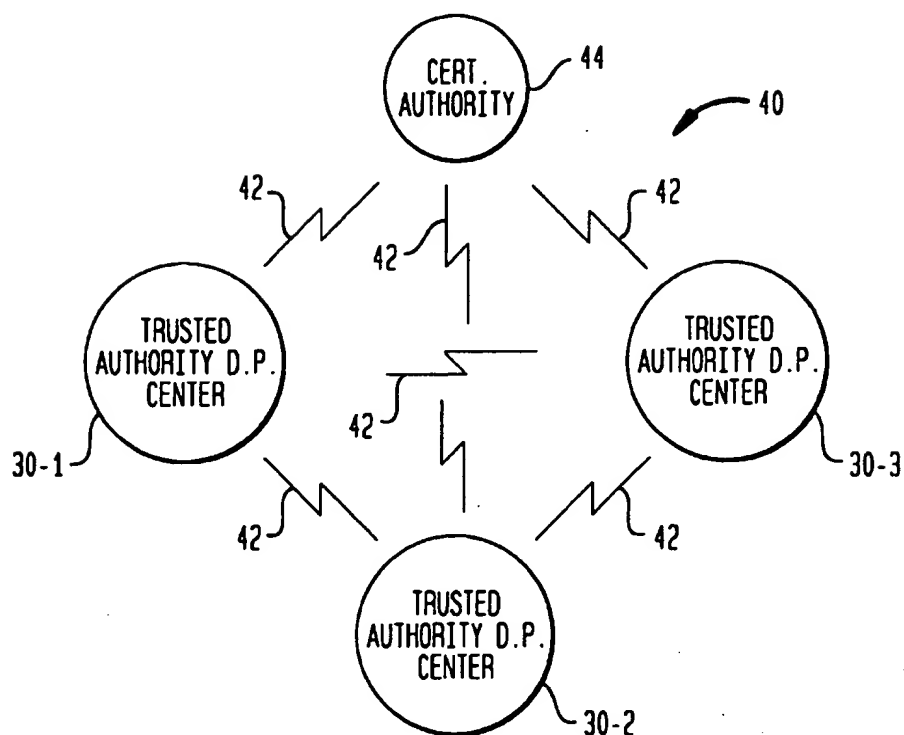 CERT.
AUTHORITY
44
40
42
42
42
TRUSTED
AUTHORITY D.P.
CENTER
TRUSTED
AUTHORITY D.P.
CENTER
42
30-1
30-3
42
42
TRUSTED
AUTHORITY D.P.
CENTER
30-2